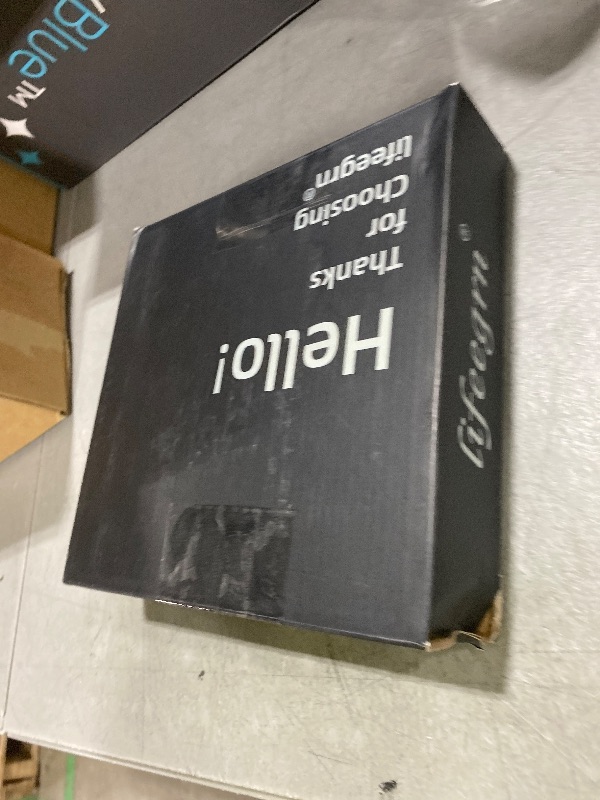 Hello!
Thanks
for
Choosing
lifeegrn®
lifeegrn®
Blue™